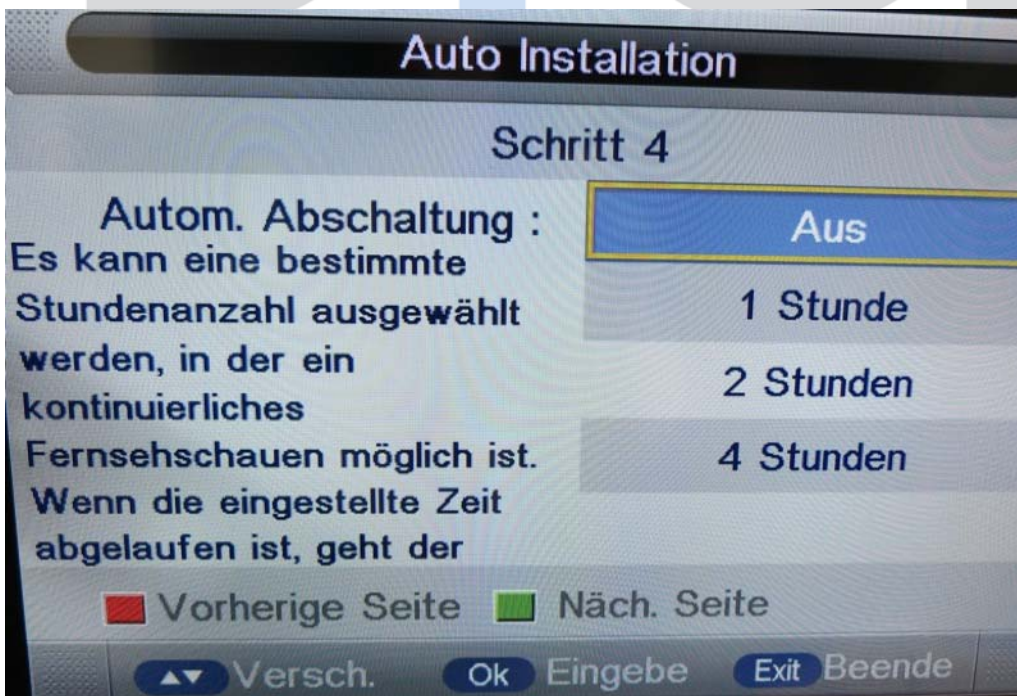 Auto Installation
Schritt 4
Autom. Abschaltung :
Es kann eine bestimmte
Stundenanzahl ausgewählt
werden, in der ein
kontinuierliches
Fernsehschauen möglich ist.
Wenn die eingestellte Zeit
abgelaufen ist, geht der
Aus
1 Stunde
2 Stunden
4 Stunden
Vorherige Seite Näch. Seite
Versch. Ok Eingebe Exit Beende